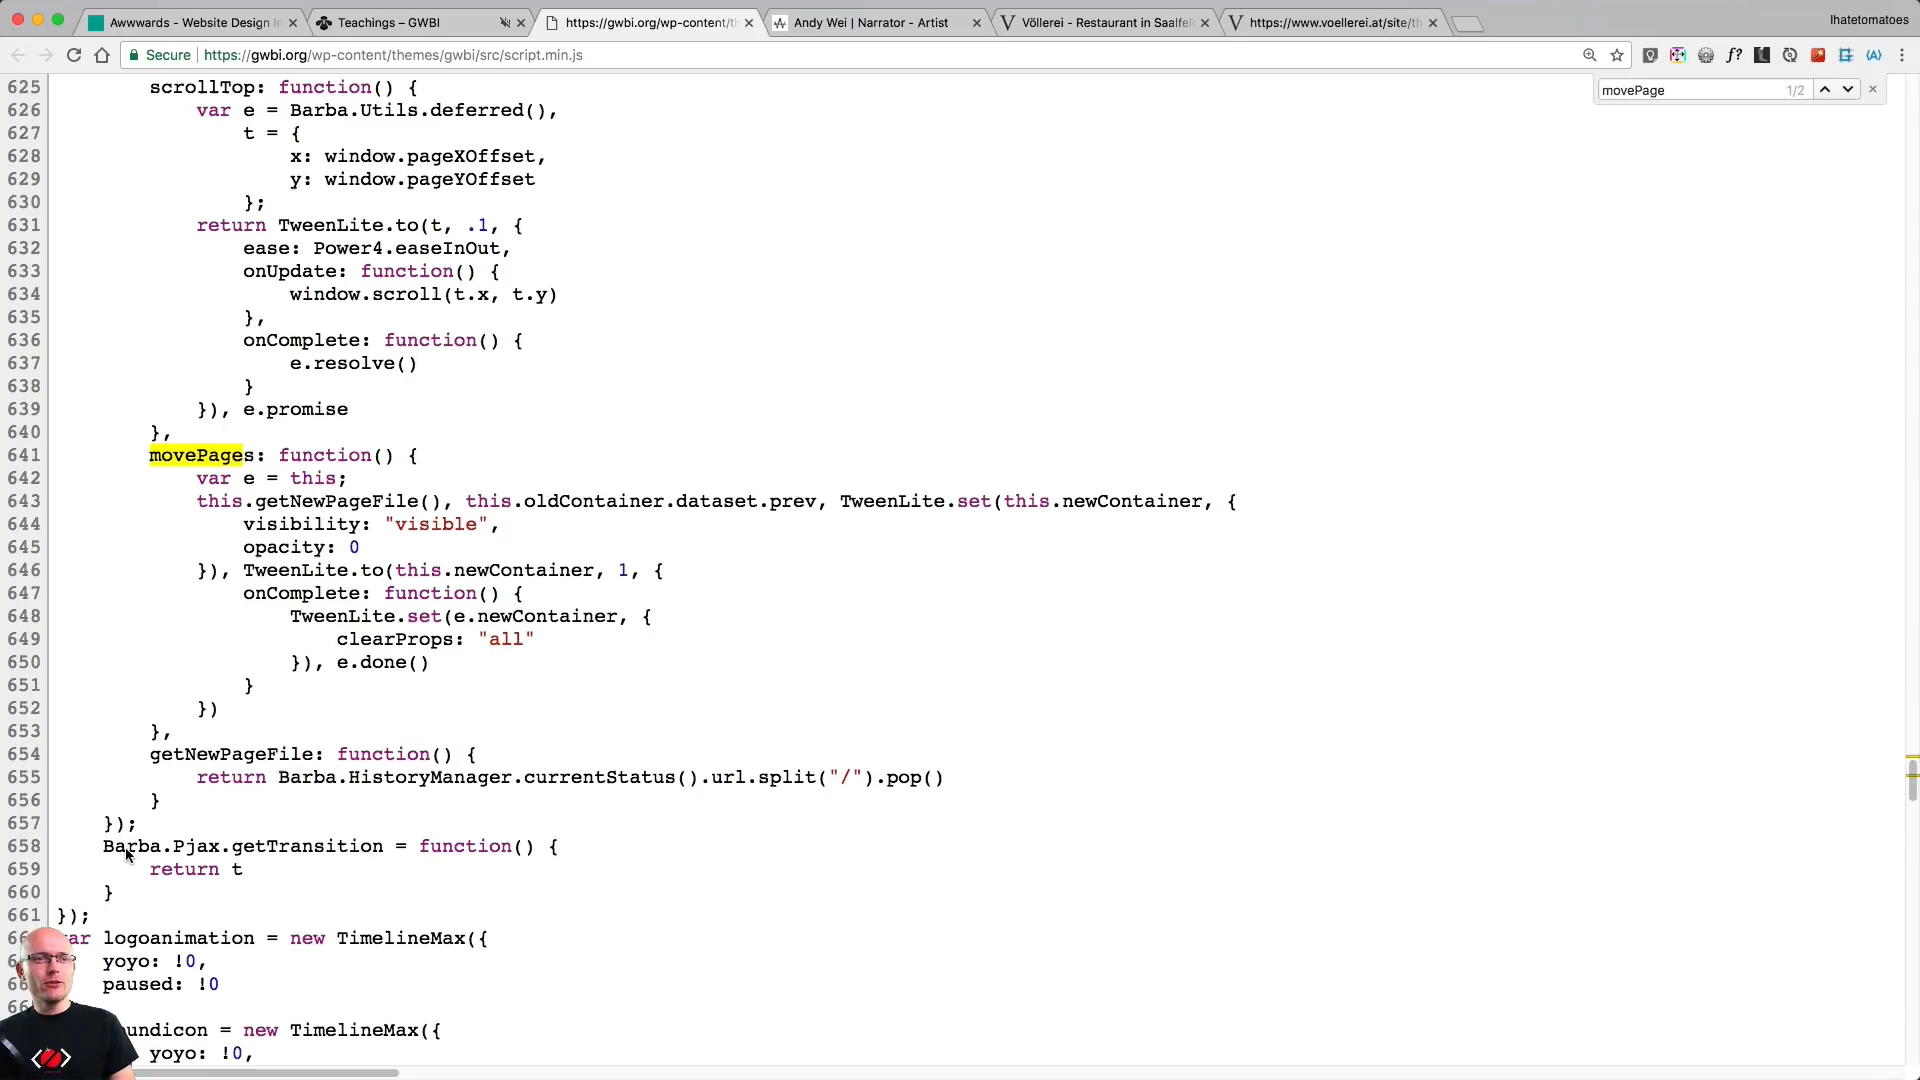 Awwwards - Website Design In
Teachings – GWBI
https://gwbi.org/wp-content/th
Andy Wei | Narrator - Artist
Völlerei - Restaurant in Saalfel
https://www.voellerei.at/site/th
Ihatetomatoes
Secure
https://gwbi.org/wp-content/themes/gwbi/src/script.min.js
movePage 1/2
625 scrollTop: function() {
626 var e = Barba.Utils.deferred(),
627 t = {
628 x: window.pageXOffset,
629 y: window.pageYOffset
630 };
631 return TweenLite.to(t, .1, {
632 ease: Power4.easeInOut,
633 onUpdate: function() {
634 window.scroll(t.x, t.y)
635 },
636 onComplete: function() {
637 e.resolve()
638 }
639 }), e.promise
640 },
641 movePages: function() {
642 var e = this;
643 this.getNewPageFile(), this.oldContainer.dataset.prev, TweenLite.set(this.newContainer, {
644 visibility: "visible",
645 opacity: 0
646 }), TweenLite.to(this.newContainer, 1, {
647 onComplete: function() {
648 TweenLite.set(e.newContainer, {
649 clearProps: "all"
650 }), e.done()
651 }
652 })
653 },
654 getNewPageFile: function() {
655 return Barba.HistoryManager.currentStatus().url.split("/").pop()
656 }
657 });
658 Barba.Pjax.getTransition = function() {
659 return t
660 }
661 });
logoanimation = new TimelineMax({
yoyo: !0,
paused: !0
undicon = new TimelineMax({
yoyo: !0,